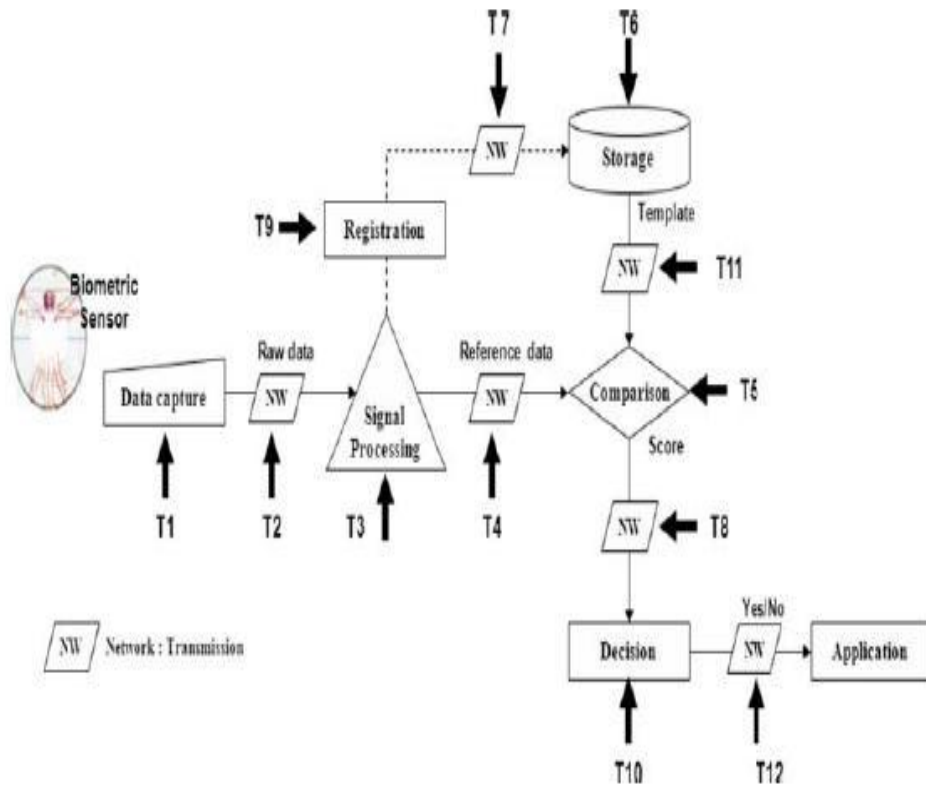 T7
T6
NW
Storage
T9
Registration
Template
NW
T11
Biometric
Sensor
Raw data
Reference data
Data capture
NW
Signal
Processing
NW
Comparison
T5
Score
T1
T2
T3
T4
NW
T8
Yes/No
NW
Network : Transmission
Decision
NW
Application
T10
T12